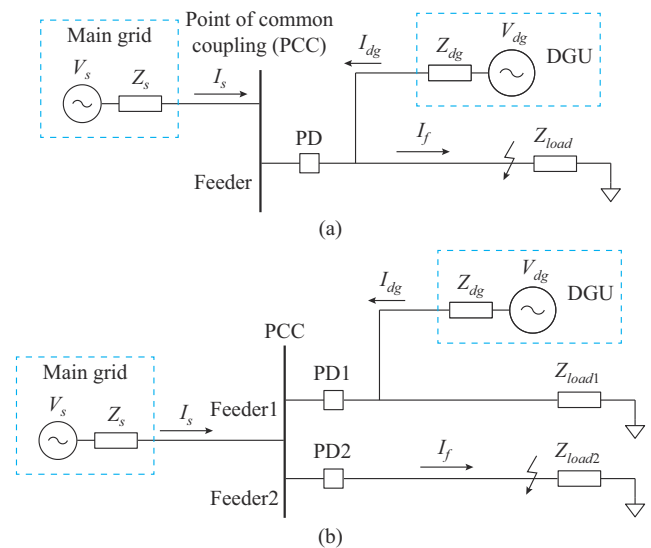 Main grid
Point of common
coupling (PCC)
V_s
Z_s
I_s
I_dg
Z_dg
V_dg
DGU
PD
I_f
Z_load
Feeder
(a)
PCC
I_dg
Z_dg
V_dg
DGU
Main grid
V_s
Z_s
I_s
Feeder1
PD1
Z_load1
PD2
I_f
Z_load2
Feeder2
(b)